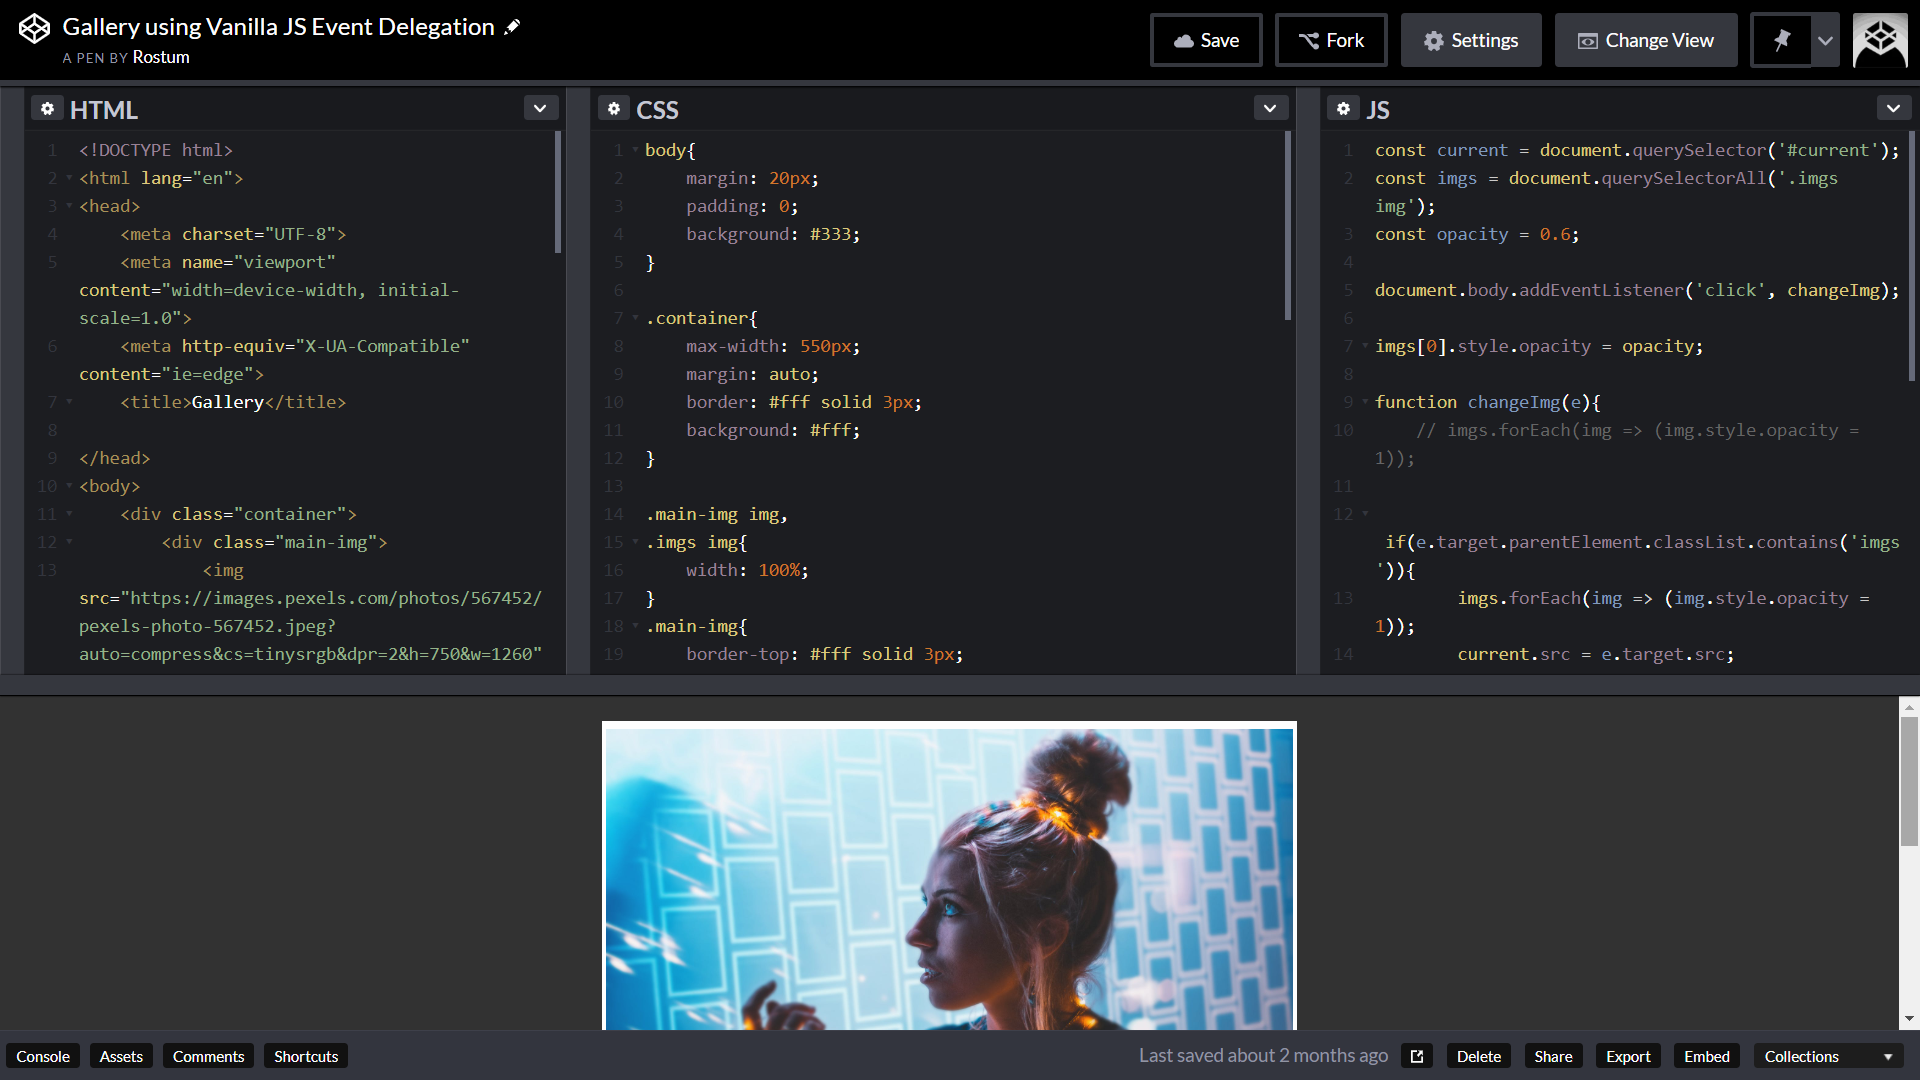 Gallery using Vanilla JS Event Delegation
A PEN BY Rostum
Save
Fork
Settings
Change View
HTML
1 <!DOCTYPE html>
2 <html lang="en">
3 <head>
4 <meta charset="UTF-8">
5 <meta name="viewport"
content="width=device-width, initial-
scale=1.0">
6 <meta http-equiv="X-UA-Compatible"
content="ie=edge">
7 <title>Gallery</title>
8
9 </head>
10 <body>
11 <div class="container">
12 <div class="main-img">
13 <img
src="https://images.pexels.com/photos/567452/
pexels-photo-567452.jpeg?
auto=compress&cs=tinysrgb&dpr=2&h=750&w=1260"
CSS
1 body{
2 margin: 20px;
3 padding: 0;
4 background: #333;
5 }
6
7 .container{
8 max-width: 550px;
9 margin: auto;
10 border: #fff solid 3px;
11 background: #fff;
12 }
13
14 .main-img img,
15 .imgs img{
16 width: 100%;
17 }
18 .main-img{
19 border-top: #fff solid 3px;
JS
1 const current = document.querySelector('#current');
2 const imgs = document.querySelectorAll('.imgs
img');
3 const opacity = 0.6;
4
5 document.body.addEventListener('click', changeImg);
6
7 imgs[0].style.opacity = opacity;
8
9 function changeImg(e){
10 // imgs.forEach(img => (img.style.opacity =
1));
11
12
if(e.target.parentElement.classList.contains('imgs
')){
13 imgs.forEach(img => (img.style.opacity =
1));
14 current.src = e.target.src;
Console
Assets
Comments
Shortcuts
Last saved about 2 months ago
Delete
Share
Export
Embed
Collections